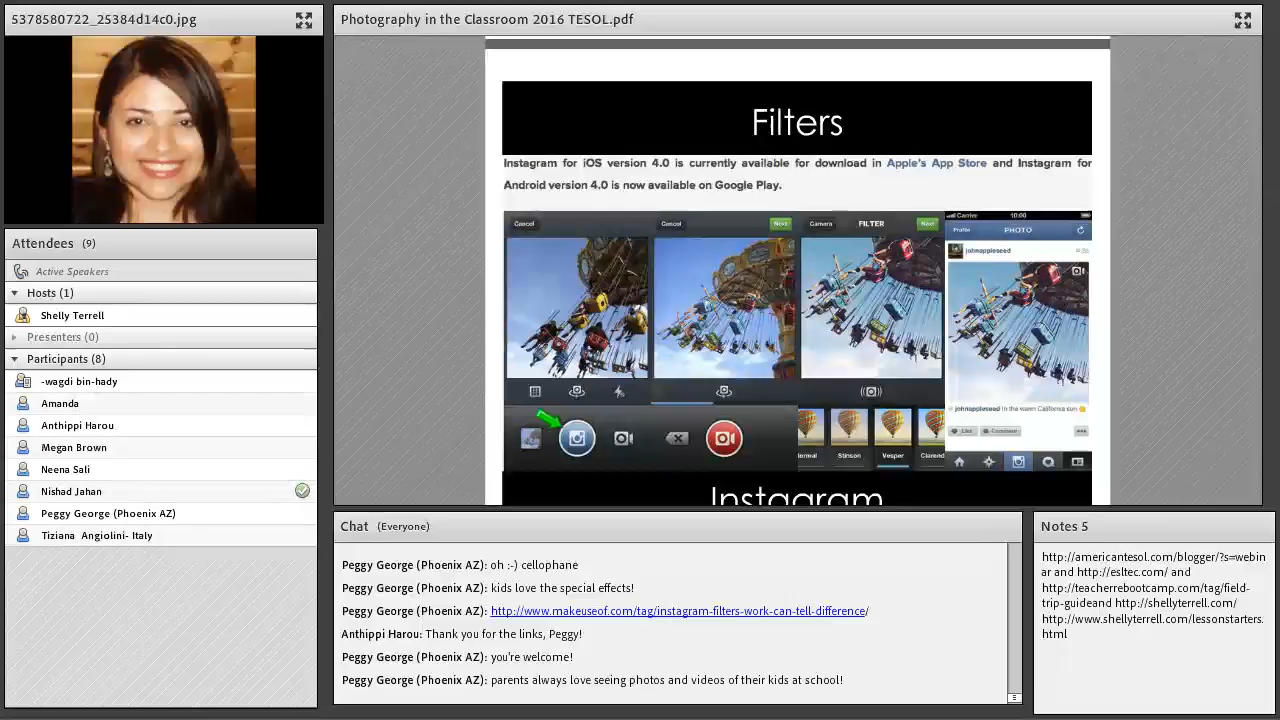 5378580722_25384d14c0.jpg
Photography in the Classroom 2016 TESOL.pdf
Filters
Instagram for iOS version 4.0 is currently available for download in Apple's App Store and Instagram for
Android version 4.0 is now available on Google Play.
Cancel
Cancel
Next
Camera
FILTER
Next
Carrier
10:00
Profile
PHOTO
johnappleseed
Stinson
Vesper
Clarend
johnappleseed In the warm California sun
Like
Comment
Instagram
Attendees (9)
Active Speakers
Hosts (1)
Shelly Terrell
Presenters (0)
Participants (8)
-wagdi bin-hady
Amanda
Anthippi Harou
Megan Brown
Neena Sali
Nishad Jahan
Peggy George (Phoenix AZ)
Tiziana Angiolini- Italy
Chat (Everyone)
Peggy George (Phoenix AZ): oh :-) cellophane
Peggy George (Phoenix AZ): kids love the special effects!
Peggy George (Phoenix AZ): http://www.makeuseof.com/tag/instagram-filters-work-can-tell-difference/
Anthippi Harou: Thank you for the links, Peggy!
Peggy George (Phoenix AZ): you're welcome!
Peggy George (Phoenix AZ): parents always love seeing photos and videos of their kids at school!
Notes 5
http://americantesol.com/blogger/?s=webin
ar and http://esltec.com/ and
http://teacherrebootcamp.com/tag/field-
trip-guideand http://shellyterrell.com/
http://www.shellyterrell.com/lessonstarters.
html